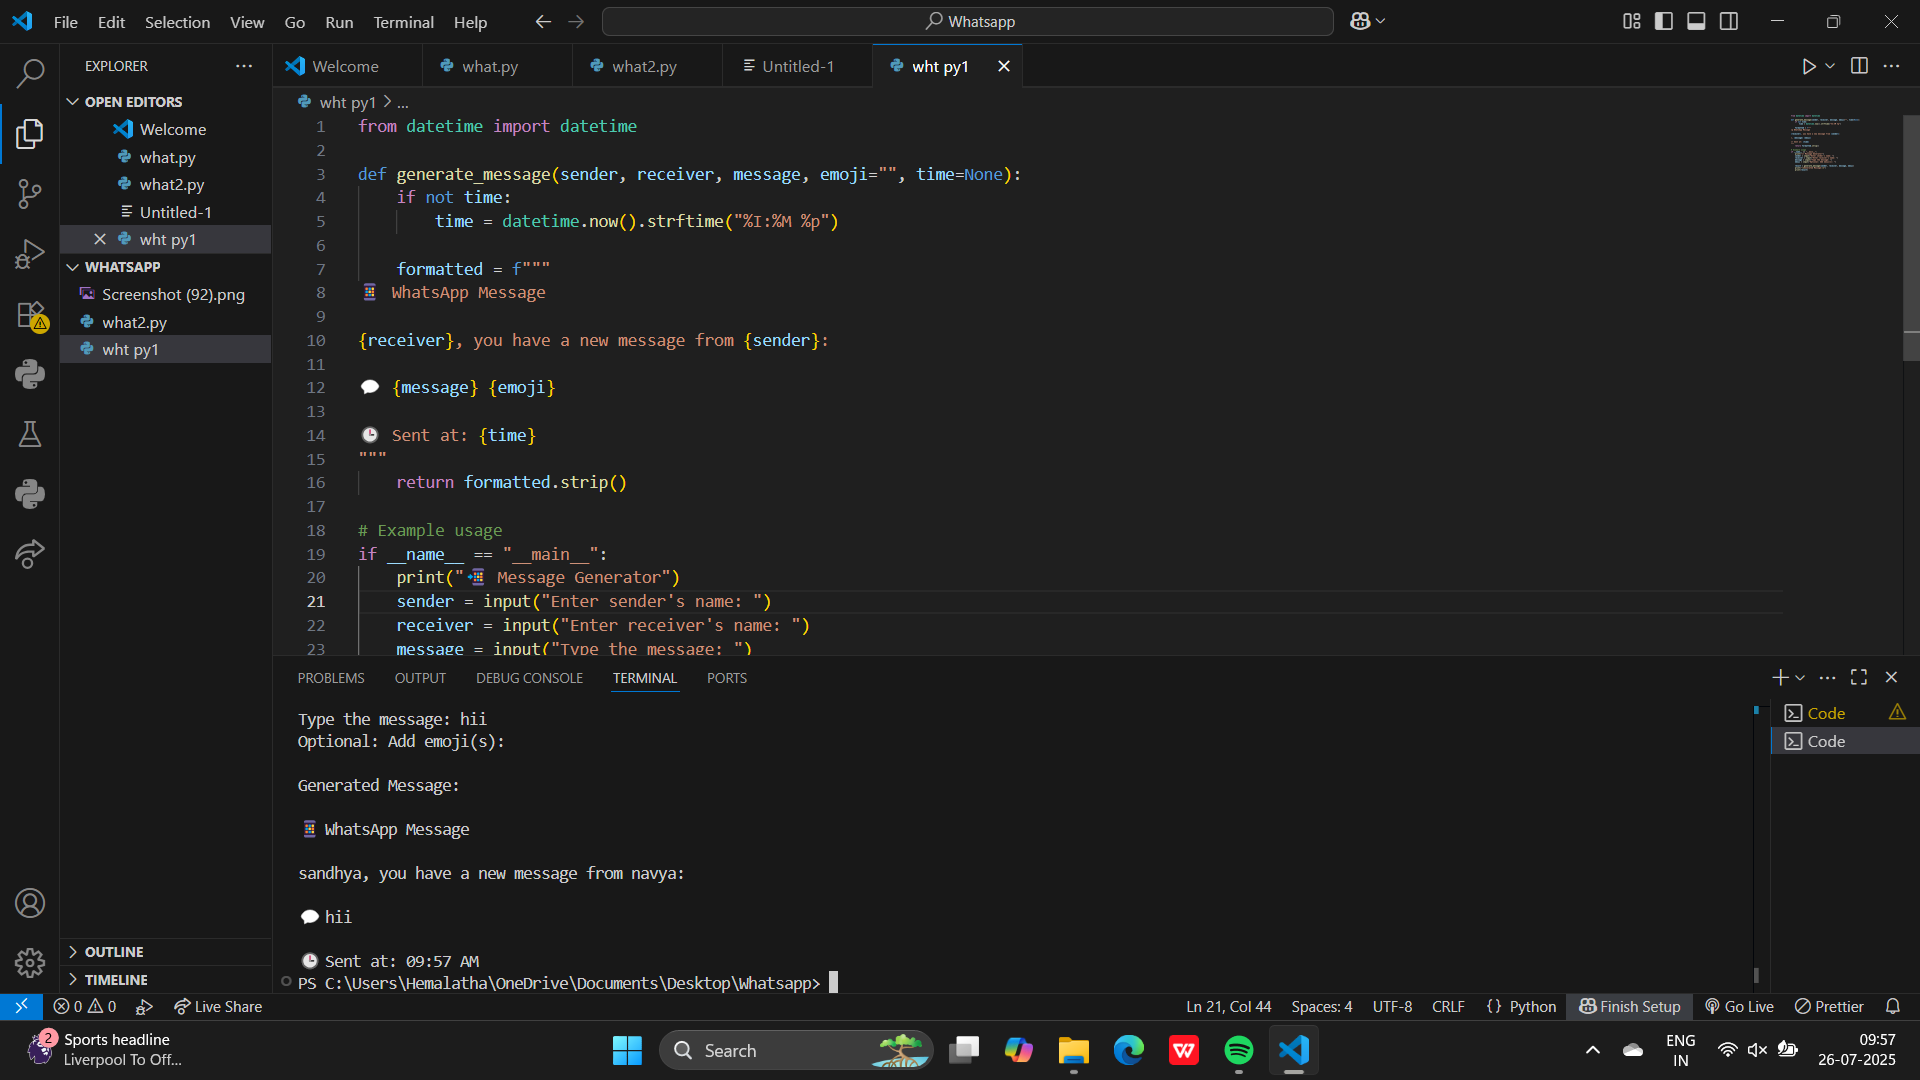 File Edit Selection View Go Run Terminal Help
Whatsapp
EXPLORER
OPEN EDITORS
Welcome
what.py
what2.py
Untitled-1
wht py1
WHATSAPP
Screenshot (92).png
what2.py
wht py1
OUTLINE
TIMELINE
Welcome what.py what2.py Untitled-1 wht py1
wht py1 > ...
1 from datetime import datetime
2
3 def generate_message(sender, receiver, message, emoji="", time=None):
4 if not time:
5 time = datetime.now().strftime("%I:%M %p")
6
7 formatted = f"""
8 📱 WhatsApp Message
9
10 {receiver}, you have a new message from {sender}:
11
12 💬 {message} {emoji}
13
14 🕒 Sent at: {time}
15 """
16 return formatted.strip()
17
18 # Example usage
19 if __name__ == "__main__":
20 print("📲 Message Generator")
21 sender = input("Enter sender's name: ")
22 receiver = input("Enter receiver's name: ")
23 message = input("Type the message: ")
PROBLEMS OUTPUT DEBUG CONSOLE TERMINAL PORTS
Type the message: hii
Optional: Add emoji(s):
Generated Message:
📱 WhatsApp Message
sandhya, you have a new message from navya:
💬 hii
🕒 Sent at: 09:57 AM
PS C:\Users\Hemalatha\OneDrive\Documents\Desktop\Whatsapp>
Code
Code
0 0 Live Share Ln 21, Col 44 Spaces: 4 UTF-8 CRLF {} Python Finish Setup Go Live Prettier
2
Sports headline
Liverpool To Off...
Search
ENG
IN
09:57
26-07-2025